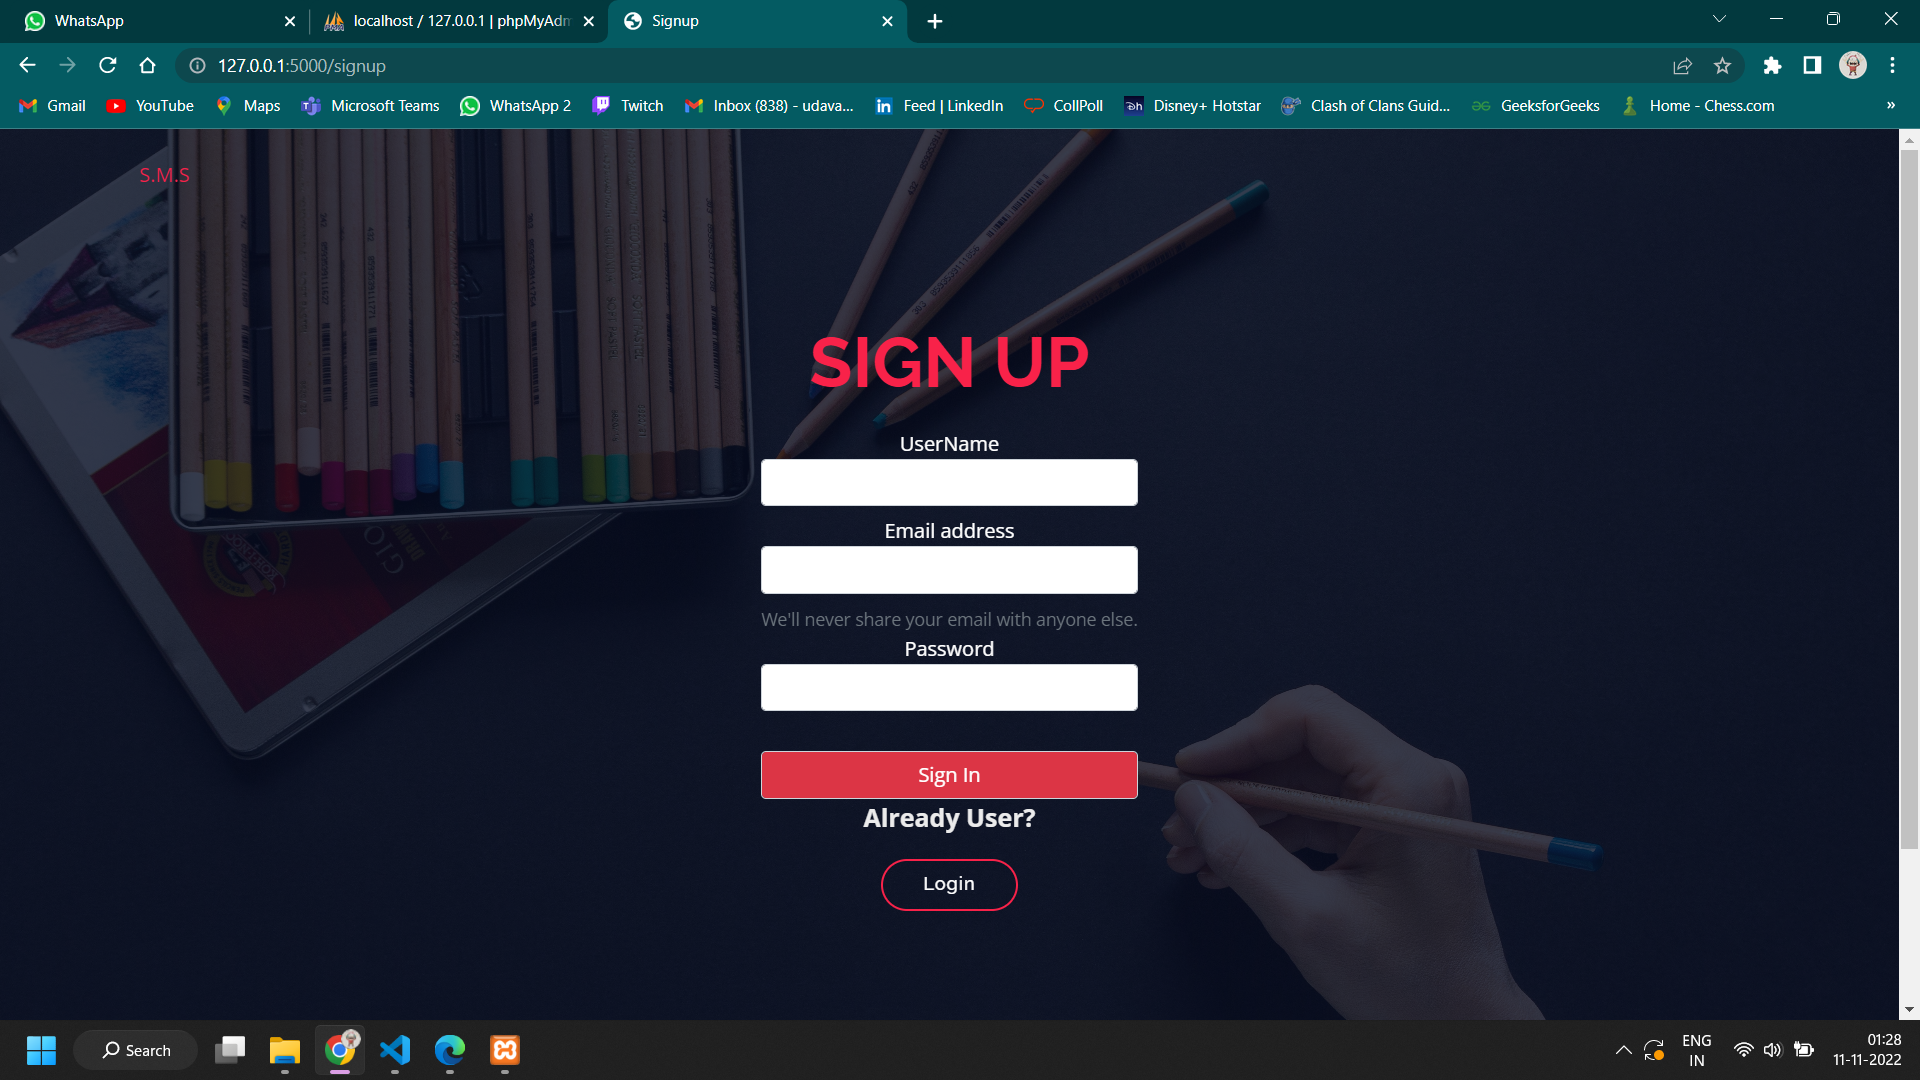 WhatsApp
localhost / 127.0.0.1 | phpMyAdm
Signup
127.0.0.1:5000/signup
Gmail
YouTube
Maps
Microsoft Teams
WhatsApp 2
Twitch
Inbox (838) - udava...
Feed | LinkedIn
CollPoll
Disney+ Hotstar
Clash of Clans Guid...
GeeksforGeeks
Home - Chess.com
»
S.M.S
SIGN UP
UserName
Email address
We'll never share your email with anyone else.
Password
Sign In
Already User?
Login
Search
ENG
IN
01:28
11-11-2022